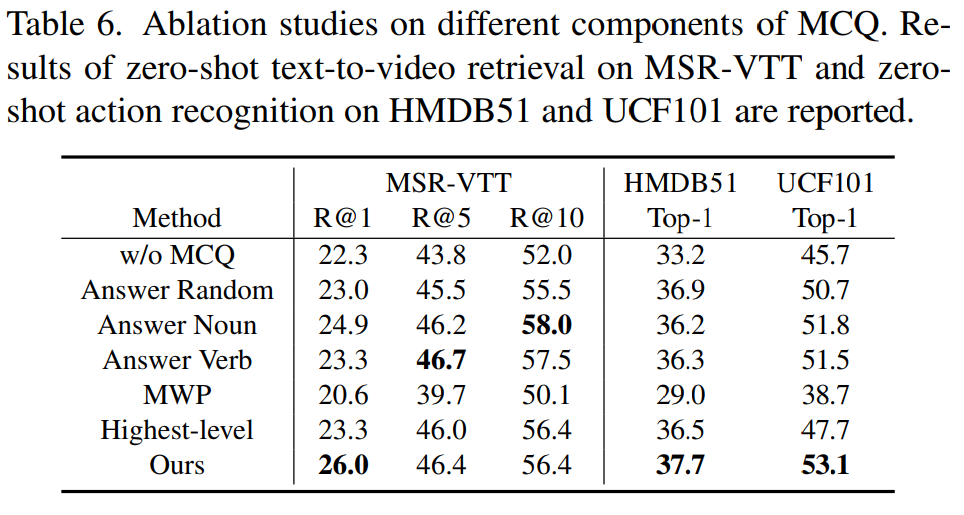 Table 6. Ablation studies on different components of MCQ. Re-
sults of zero-shot text-to-video retrieval on MSR-VTT and zero-
shot action recognition on HMDB51 and UCF101 are reported.
MSR-VTT HMDB51 UCF101
Method R@1 R@5 R@10 Top-1 Top-1
w/o MCQ 22.3 43.8 52.0 33.2 45.7
Answer Random 23.0 45.5 55.5 36.9 50.7
Answer Noun 24.9 46.2 58.0 36.2 51.8
Answer Verb 23.3 46.7 57.5 36.3 51.5
MWP 20.6 39.7 50.1 29.0 38.7
Highest-level 23.3 46.0 56.4 36.5 47.7
Ours 26.0 46.4 56.4 37.7 53.1